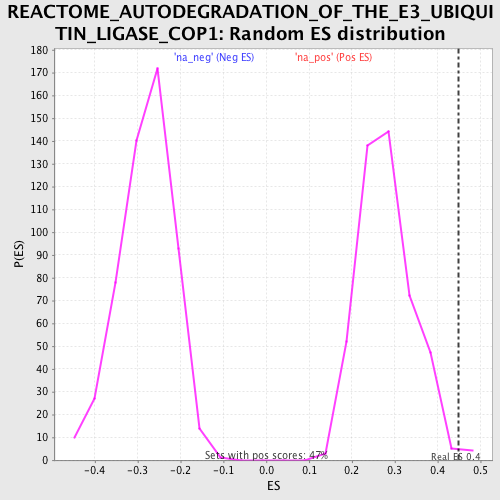 REACTOME_AUTODEGRADATION_OF_THE_E3_UBIQUI
TIN_LIGASE_COP1: Random ES distribution
'na_neg' (Neg ES) 'na_pos' (Pos ES)
180
170
160
150
140
130
120
110
100
90
80
70
60
50
40
30
20
10
0
P(ES)
Sets with pos scores: 47%
Real ES 0.4
-0.4 -0.3 -0.2 -0.1 0.0 0.1 0.2 0.3 0.4 0.5
ES